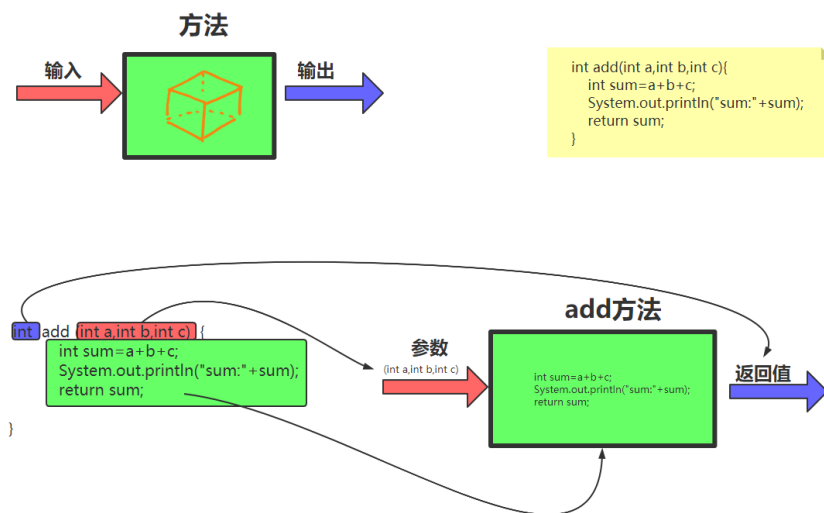 方法
输入
输出
int add(int a,int b,int c){
int sum=a+b+c;
System.out.println("sum:"+sum);
return sum;
}
add方法
int add (int a,int b,int c) {
int sum=a+b+c;
System.out.println("sum:"+sum);
return sum;
}
参数
(int a,int b,int c)
int sum=a+b+c;
System.out.println("sum:"+sum);
return sum;
返回值